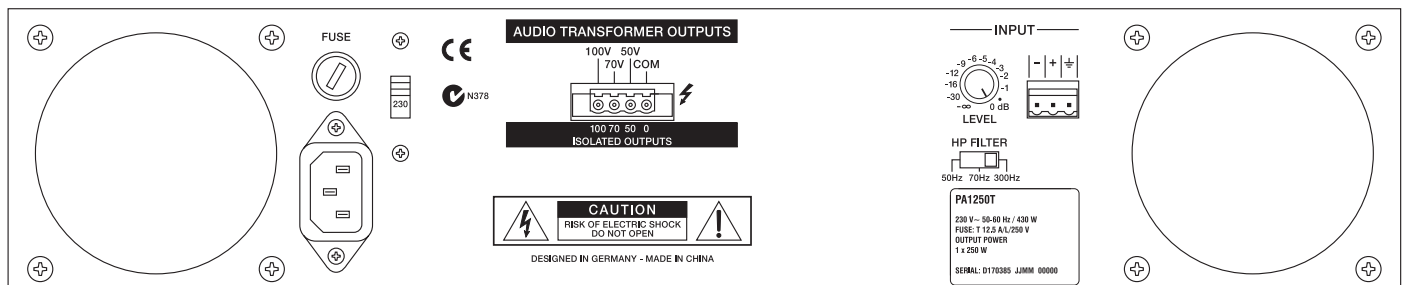 FUSE
230
CE
N378
AUDIO TRANSFORMER OUTPUTS
100V 50V
70V COM
100 70 50 0
ISOLATED OUTPUTS
CAUTION
RISK OF ELECTRIC SHOCK
DO NOT OPEN
DESIGNED IN GERMANY - MADE IN CHINA
INPUT
-∞ -30 -16 -12 -9 -6 -5 -4 -3 -2 -1 0 dB
LEVEL
- +
HP FILTER
50Hz 70Hz 300Hz
PA1250T
230 V~ 50-60 Hz / 430 W
FUSE: T 12,5 A/L/250 V
OUTPUT POWER
1 x 250 W
SERIAL: D170385 JJMM 00000